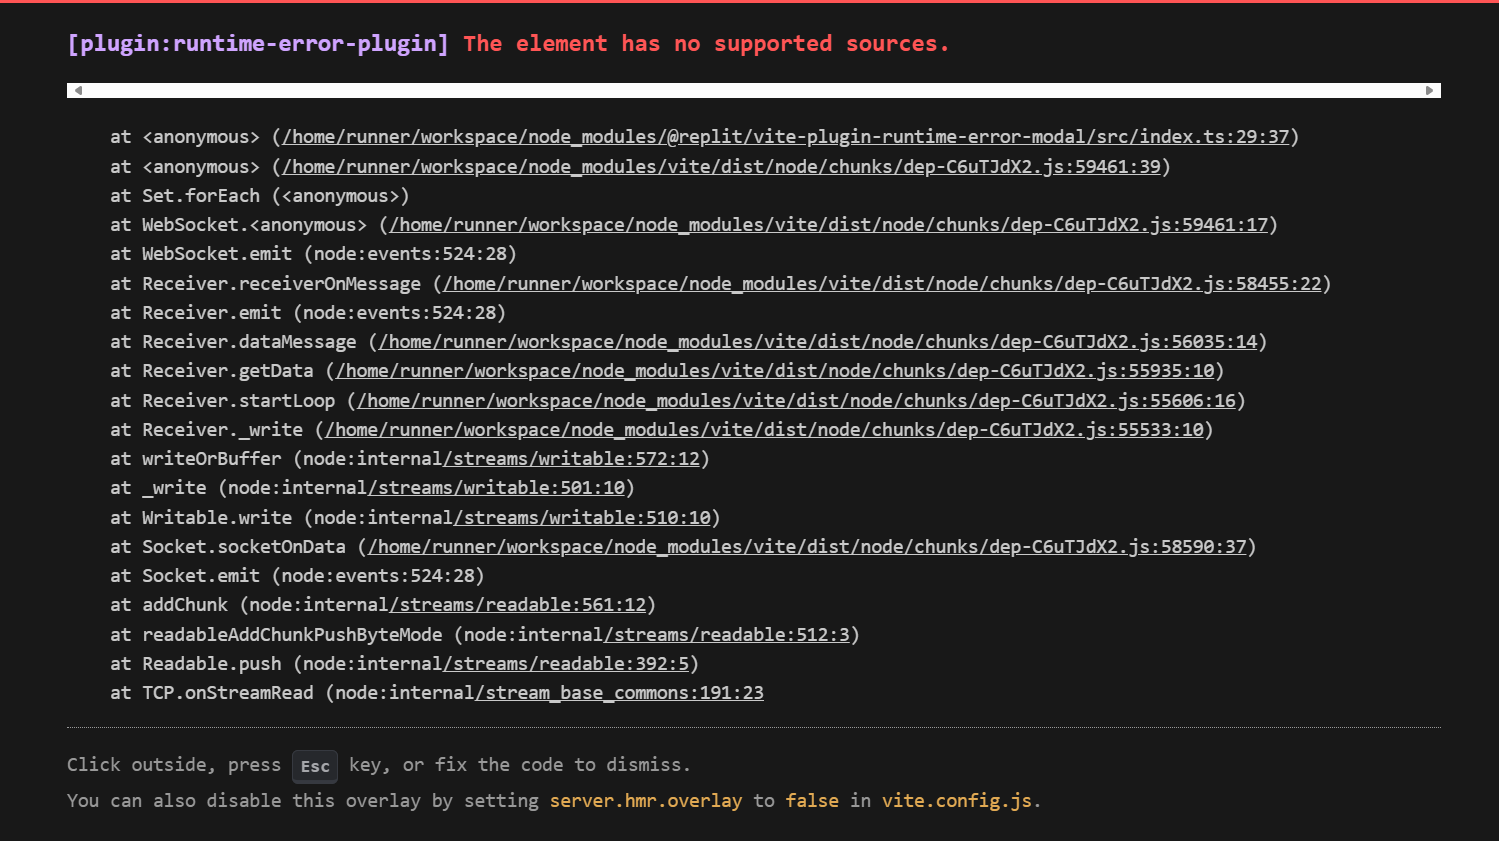 [plugin:runtime-error-plugin] The element has no supported sources.
at <anonymous> (/home/runner/workspace/node_modules/@replit/vite-plugin-runtime-error-modal/src/index.ts:29:37)
at <anonymous> (/home/runner/workspace/node_modules/vite/dist/node/chunks/dep-C6uTJdX2.js:59461:39)
at Set.forEach (<anonymous>)
at WebSocket.<anonymous> (/home/runner/workspace/node_modules/vite/dist/node/chunks/dep-C6uTJdX2.js:59461:17)
at WebSocket.emit (node:events:524:28)
at Receiver.receiverOnMessage (/home/runner/workspace/node_modules/vite/dist/node/chunks/dep-C6uTJdX2.js:58455:22)
at Receiver.emit (node:events:524:28)
at Receiver.dataMessage (/home/runner/workspace/node_modules/vite/dist/node/chunks/dep-C6uTJdX2.js:56035:14)
at Receiver.getData (/home/runner/workspace/node_modules/vite/dist/node/chunks/dep-C6uTJdX2.js:55935:10)
at Receiver.startLoop (/home/runner/workspace/node_modules/vite/dist/node/chunks/dep-C6uTJdX2.js:55606:16)
at Receiver._write (/home/runner/workspace/node_modules/vite/dist/node/chunks/dep-C6uTJdX2.js:55533:10)
at writeOrBuffer (node:internal/streams/writable:572:12)
at _write (node:internal/streams/writable:501:10)
at Writable.write (node:internal/streams/writable:510:10)
at Socket.socketOnData (/home/runner/workspace/node_modules/vite/dist/node/chunks/dep-C6uTJdX2.js:58590:37)
at Socket.emit (node:events:524:28)
at addChunk (node:internal/streams/readable:561:12)
at readableAddChunkPushByteMode (node:internal/streams/readable:512:3)
at Readable.push (node:internal/streams/readable:392:5)
at TCP.onStreamRead (node:internal/stream_base_commons:191:23
Click outside, press Esc key, or fix the code to dismiss.
You can also disable this overlay by setting server.hmr.overlay to false in vite.config.js.